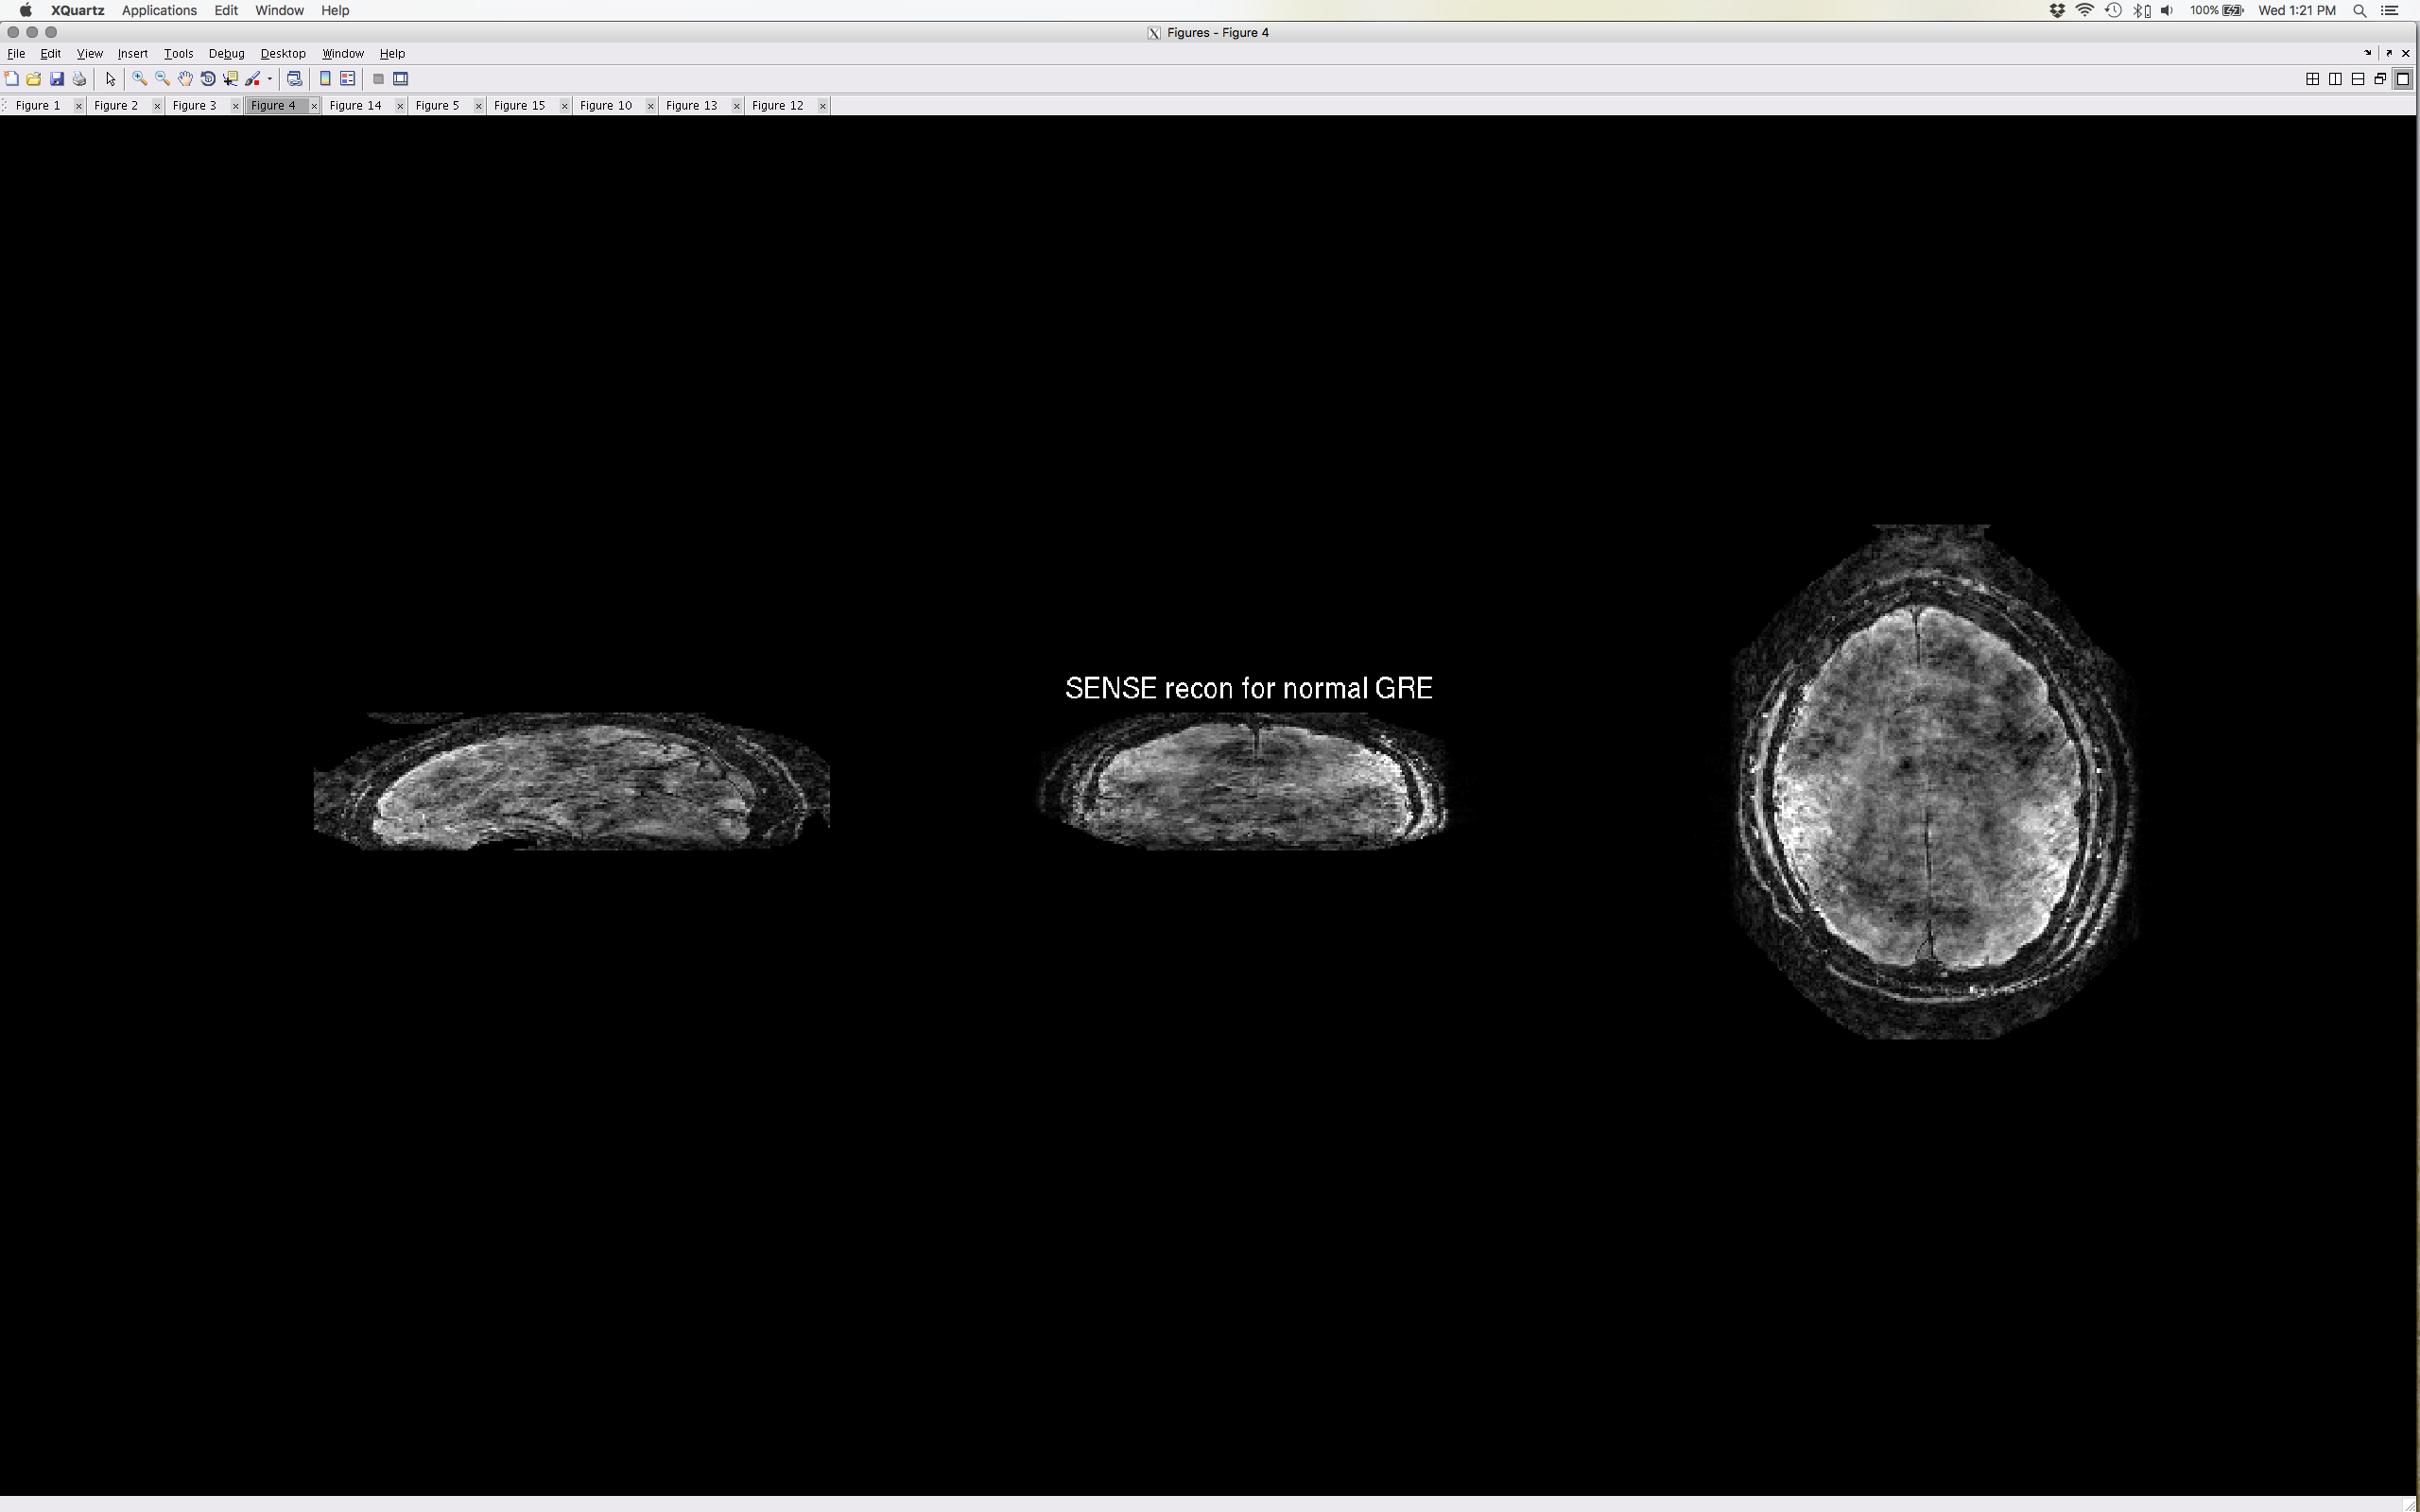 XQuartz Applications Edit Window Help 100% Wed 1:21 PM
Figures - Figure 4
File Edit View Insert Tools Debug Desktop Window Help
Figure 1 Figure 2 Figure 3 Figure 4 Figure 14 Figure 5 Figure 15 Figure 10 Figure 13 Figure 12
SENSE recon for normal GRE